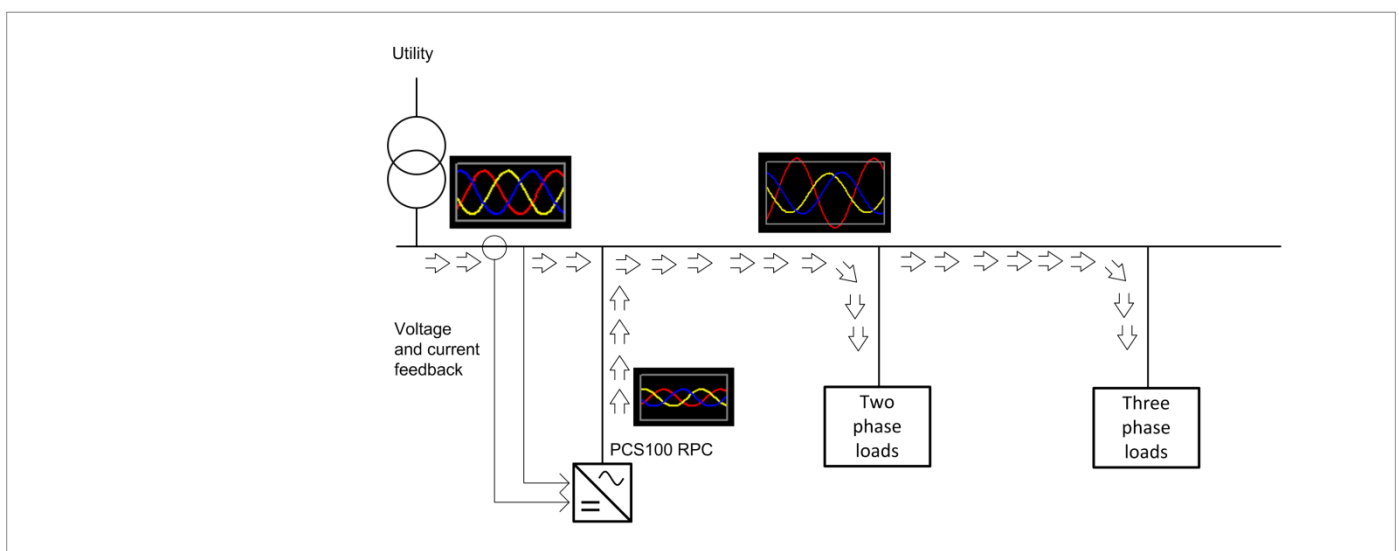 Utility
Voltage
and current
feedback
PCS100 RPC
Two
phase
loads
Three
phase
loads